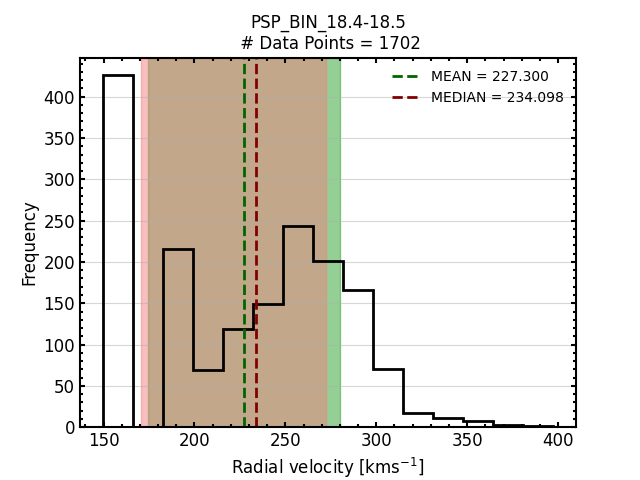 PSP_BIN_18.4-18.5
# Data Points = 1702
MEAN = 227.300
MEDIAN = 234.098
Frequency
400
350
300
250
200
150
100
50
0
150 200 250 300 350 400
Radial velocity [kms⁻¹]